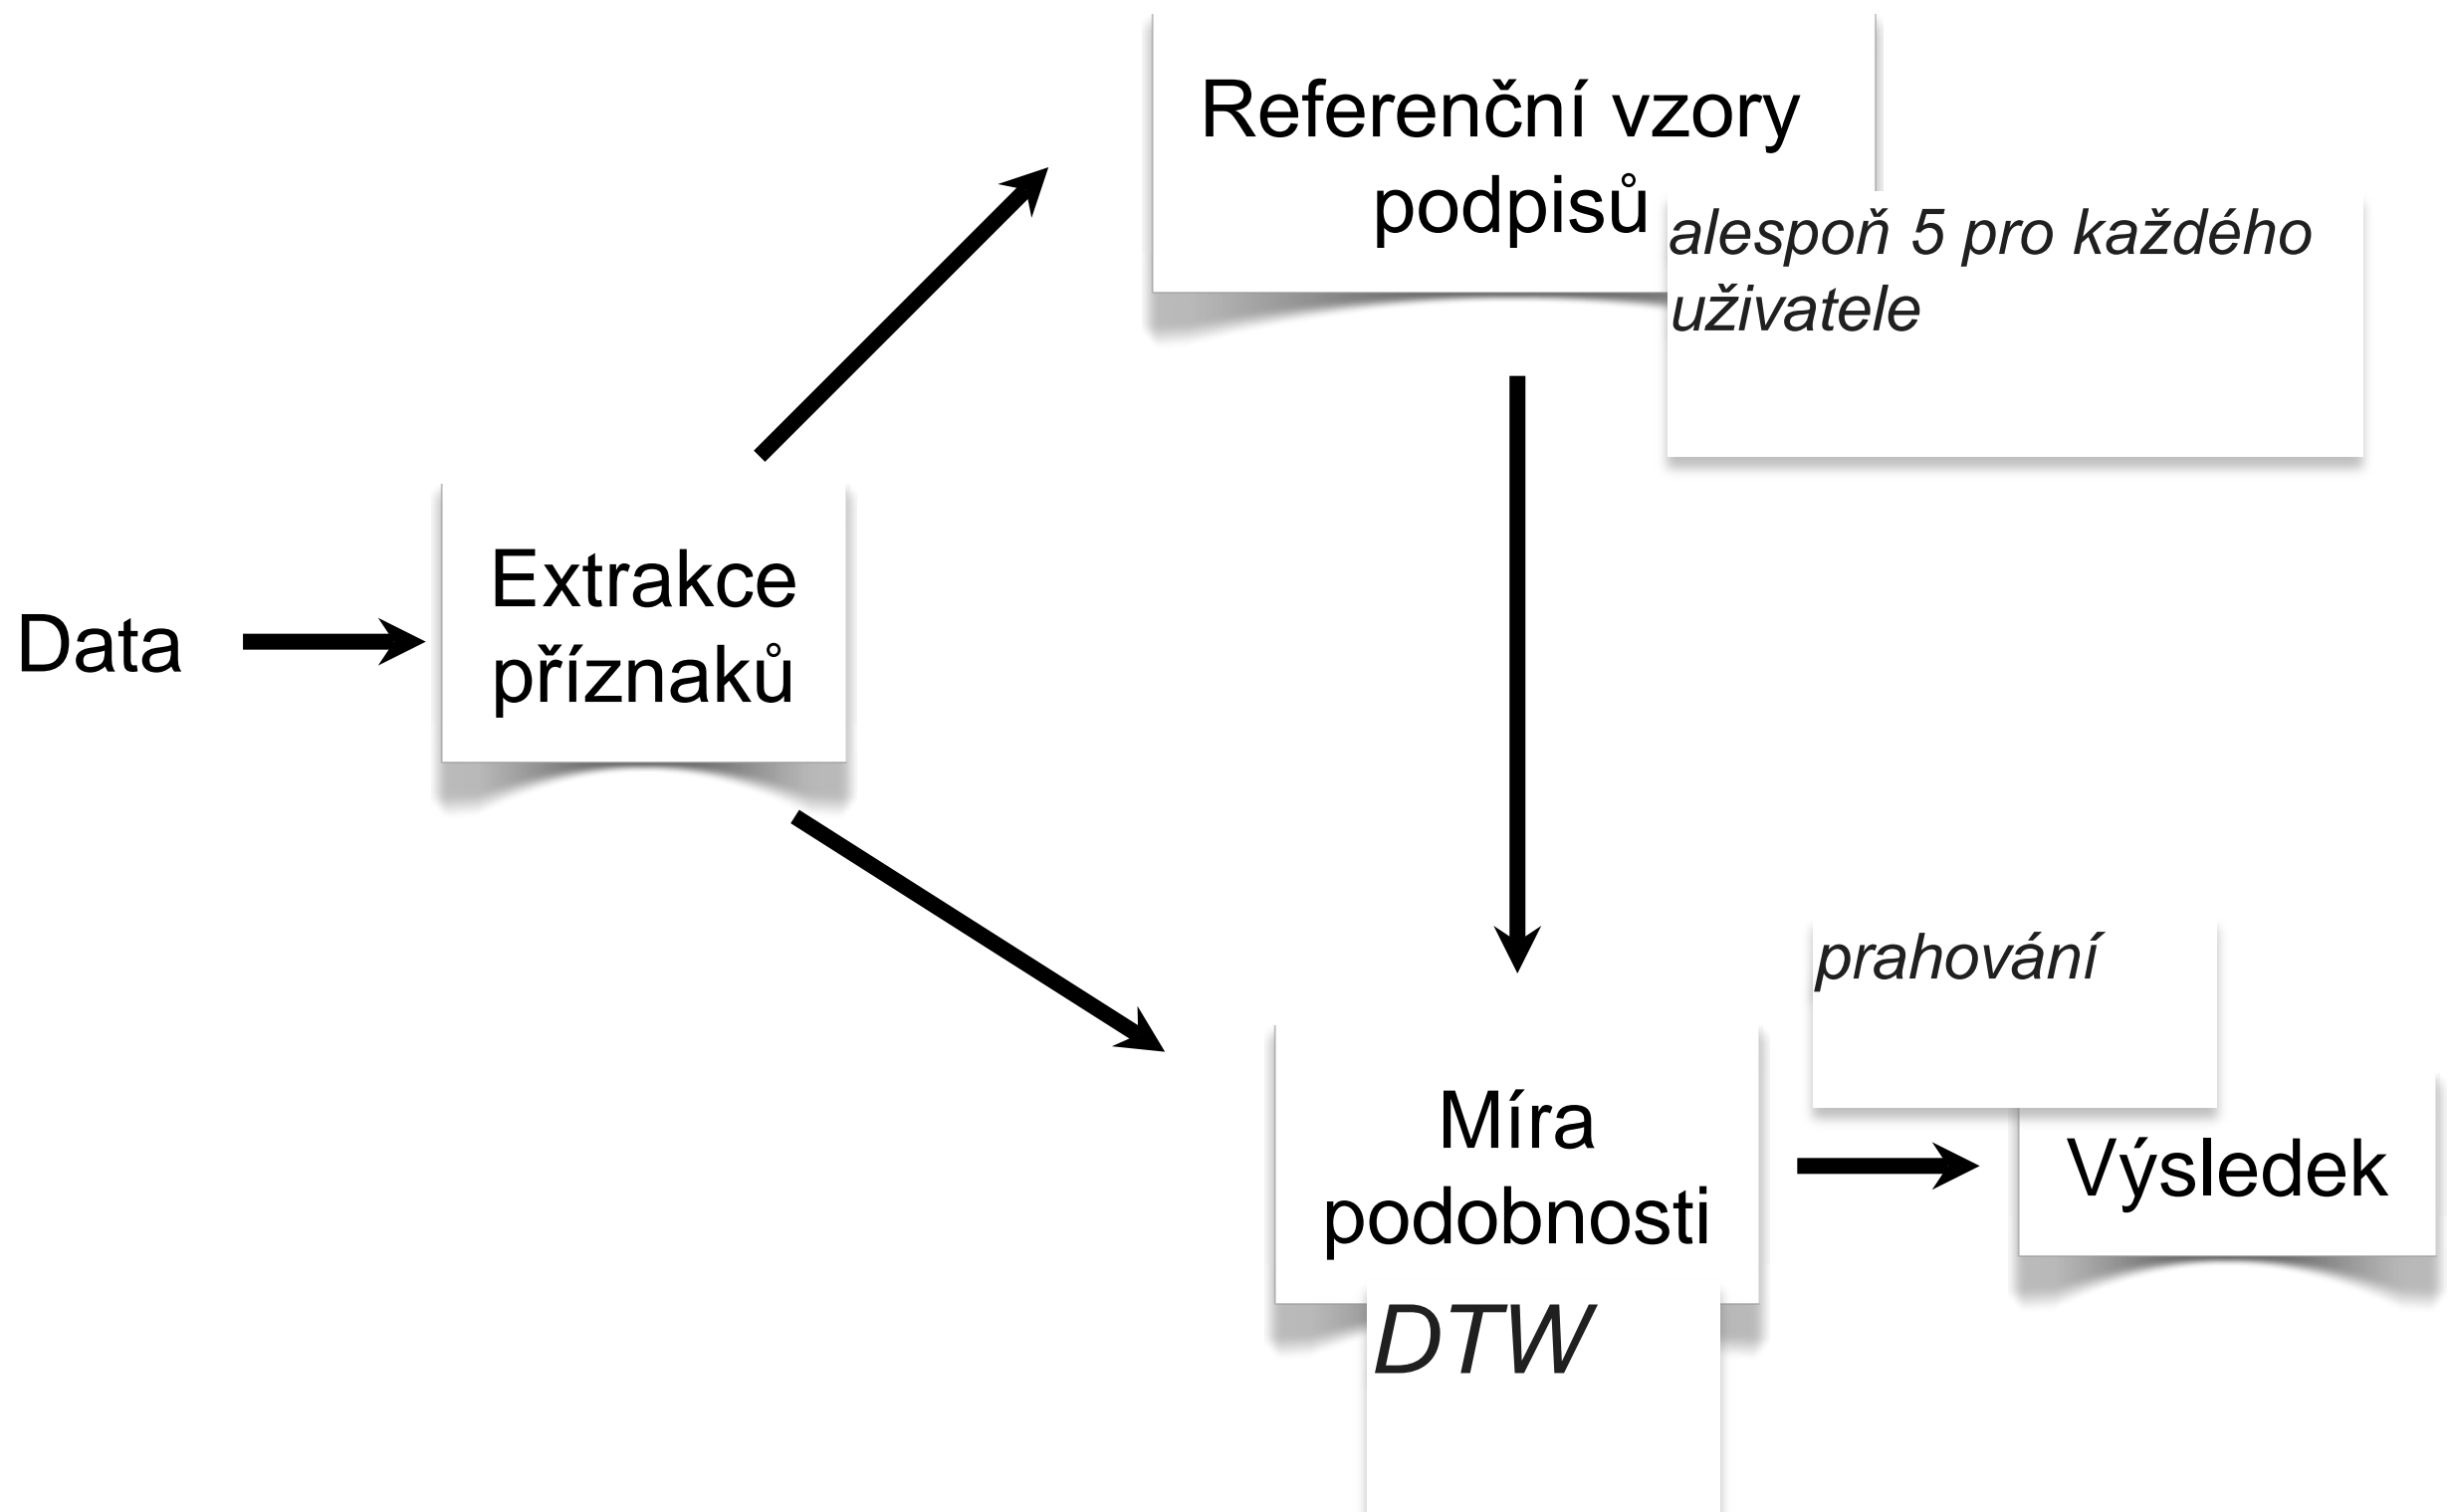 Referenční vzory
podpisů
alespoň 5 pro každého
uživatele
Extrakce
příznaků
Data
prahování
Míra
podobnosti
DTW
Výsledek